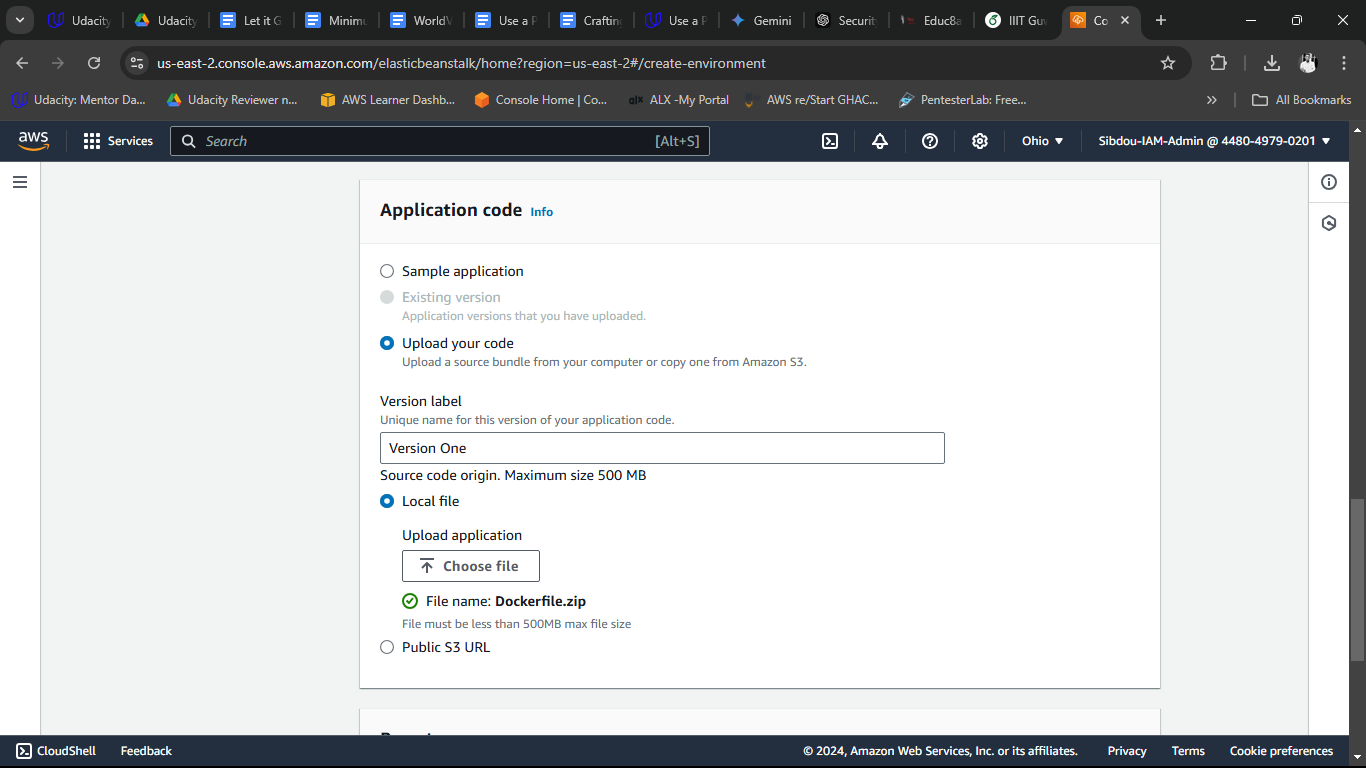 Udacity
Udacity
Let it G
Minimu
WorldV
Use a P
Crafting
Use a P
Gemini
Securit
Educ8a
IIIT Guw
Co
us-east-2.console.aws.amazon.com/elasticbeanstalk/home?region=us-east-2#/create-environment
Udacity: Mentor Da...
Udacity Reviewer n...
AWS Learner Dashb...
Console Home | Co...
alx
ALX -My Portal
AWS re/Start GHAC...
PentesterLab: Free...
All Bookmarks
aws
Services
Search
[Alt+S]
Ohio
Sibdou-IAM-Admin @ 4480-4979-0201
Application code Info
Sample application
Existing version
Application versions that you have uploaded.
Upload your code
Upload a source bundle from your computer or copy one from Amazon S3.
Version label
Unique name for this version of your application code.
Version One
Source code origin. Maximum size 500 MB
Local file
Upload application
Choose file
File name: Dockerfile.zip
File must be less than 500MB max file size
Public S3 URL
CloudShell
Feedback
© 2024, Amazon Web Services, Inc. or its affiliates.
Privacy
Terms
Cookie preferences